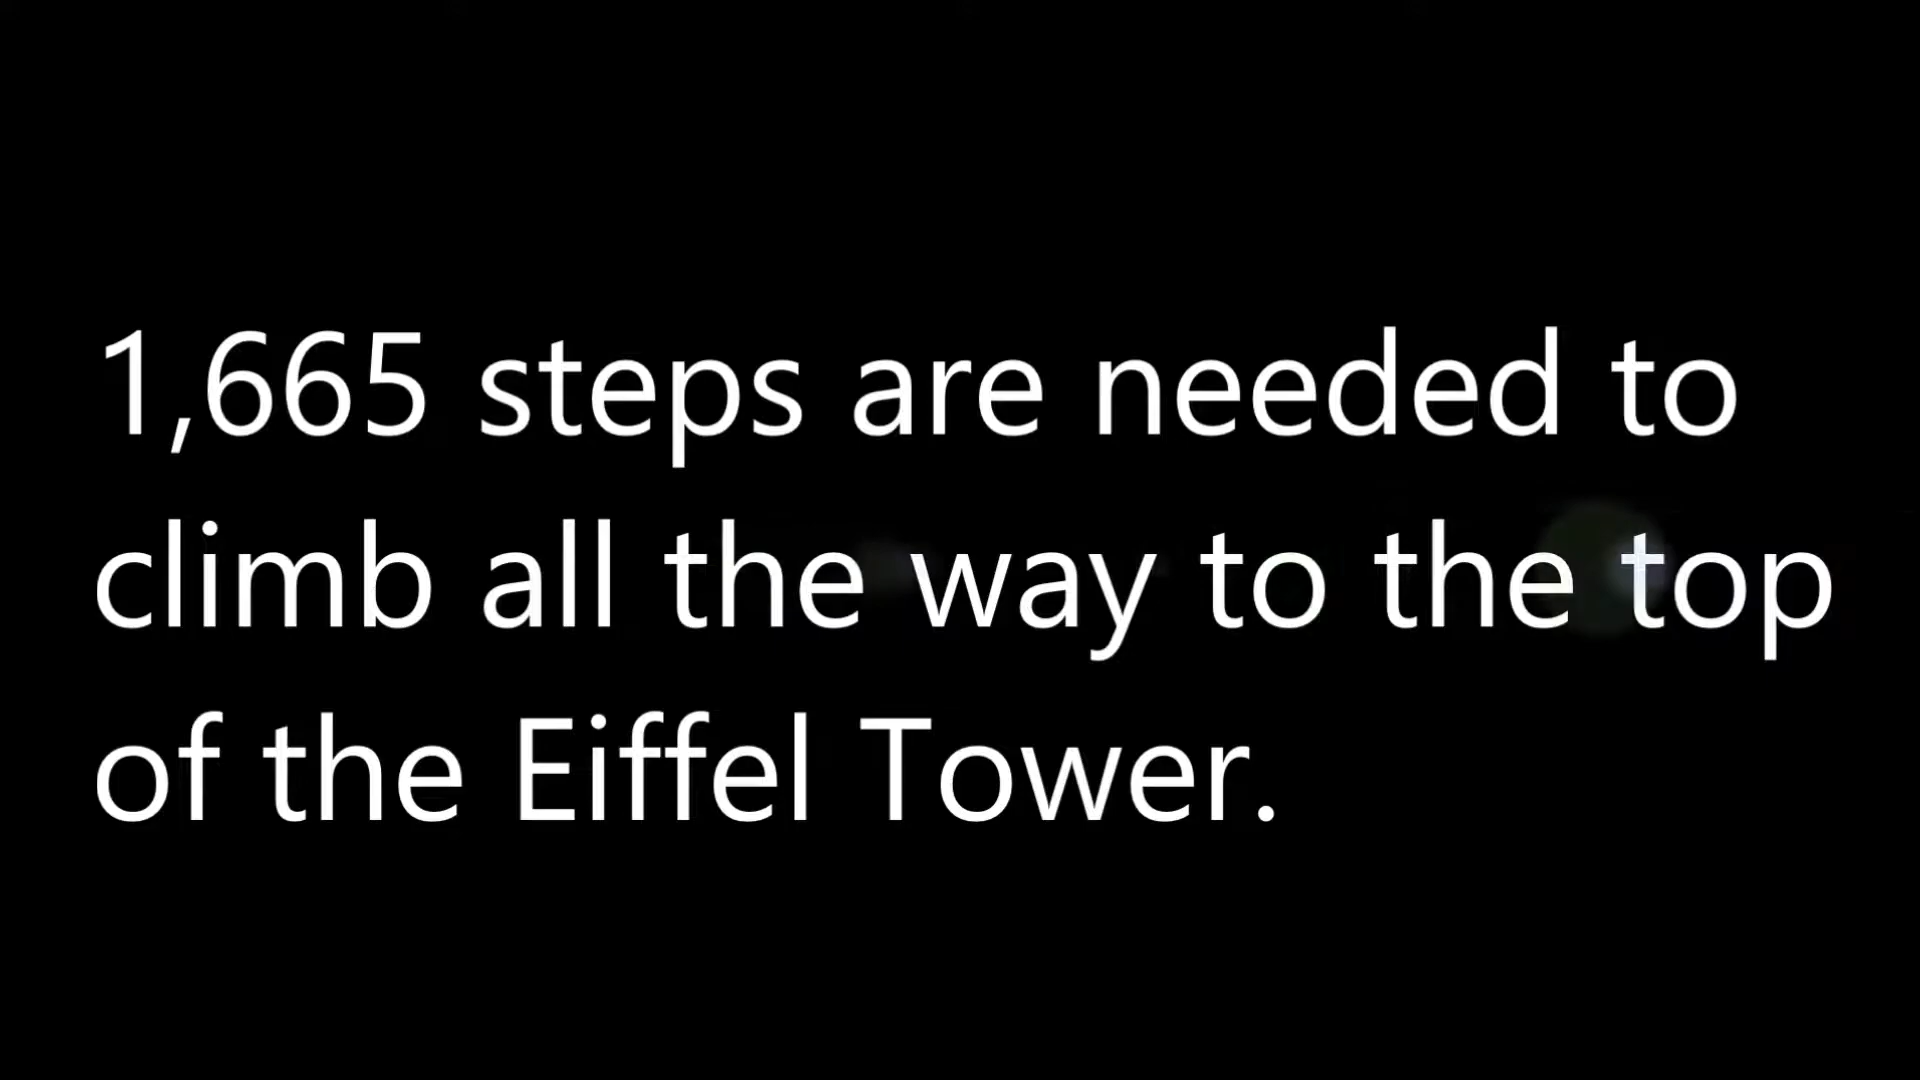 1,665 steps are needed to
climb all the way to the top
of the Eiffel Tower.